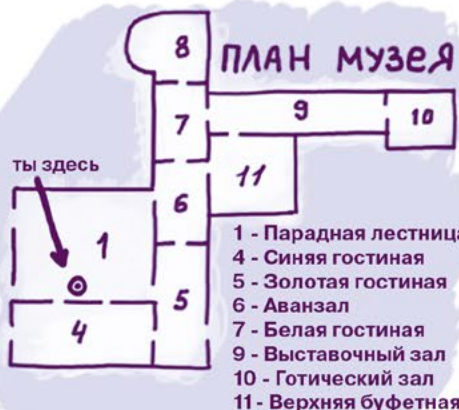 ПЛАН МУЗЕЯ
8
7
9
10
11
6
ты здесь
1
5
4
1 - Парадная лестница
4 - Синяя гостиная
5 - Золотая гостиная
6 - Аванзал
7 - Белая гостиная
9 - Выставочный зал
10 - Готический зал
11 - Верхняя буфетная